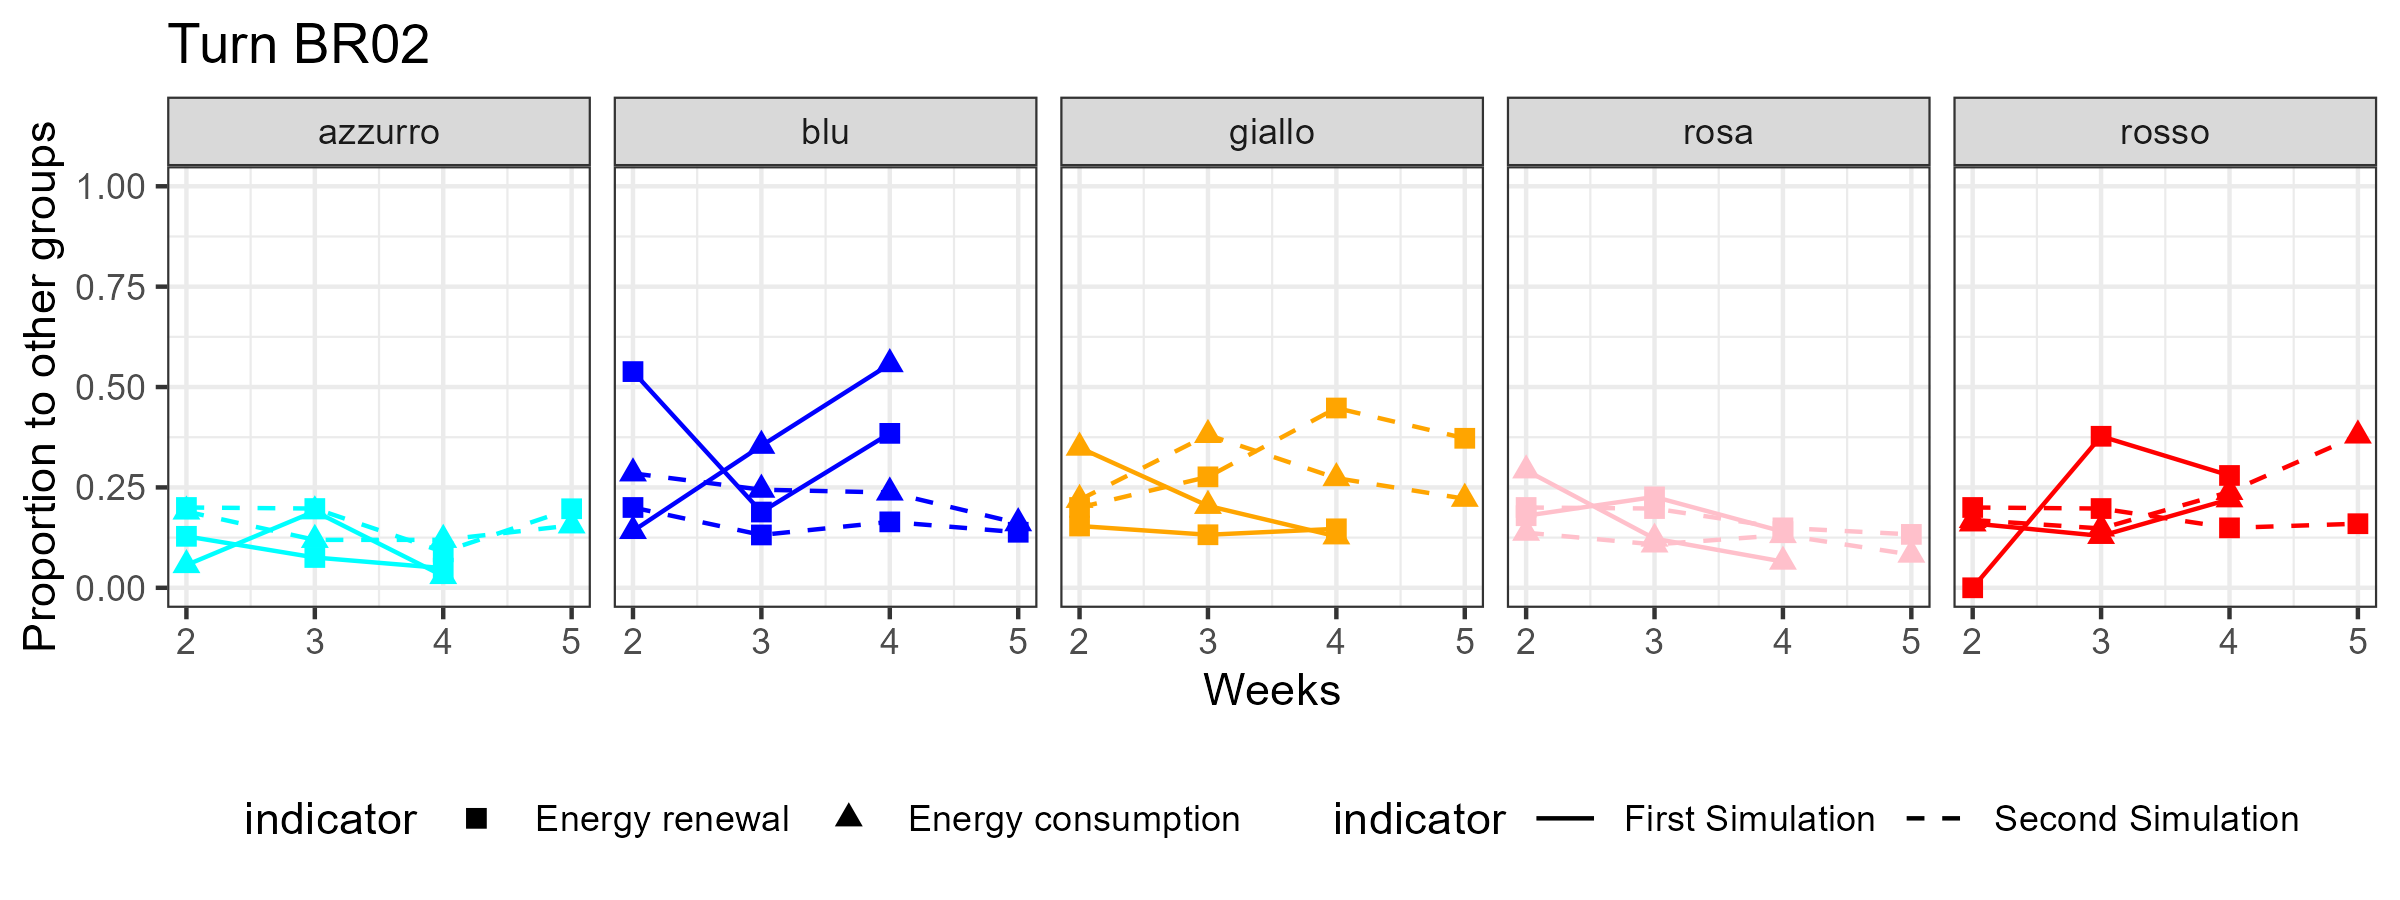 Turn BR02
azzurro blu giallo rosa rosso
Proportion to other groups
1.00
0.75
0.50
0.25
0.00
2 3 4 5 2 3 4 5 2 3 4 5 2 3 4 5 2 3 4 5
Weeks
indicator Energy renewal Energy consumption indicator First Simulation Second Simulation